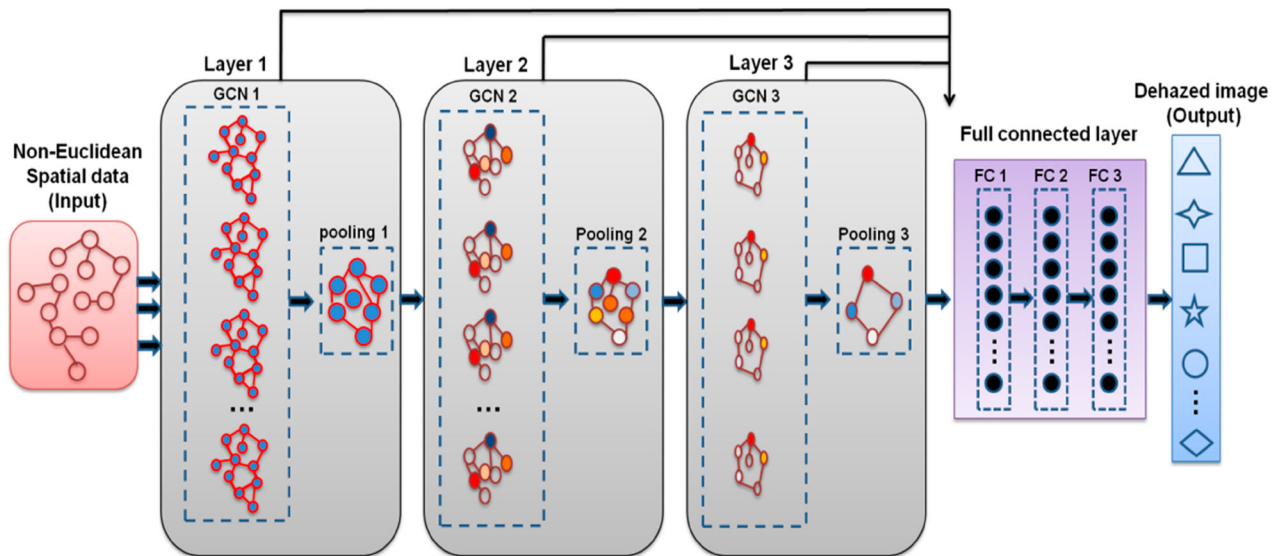 Layer 1
Layer 2
Layer 3
GCN 1
GCN 2
GCN 3
Non-Euclidean
Spatial data
(Input)
pooling 1
Pooling 2
Pooling 3
...
...
Full connected layer
FC 1
FC 2
FC 3
Dehazed image
(Output)